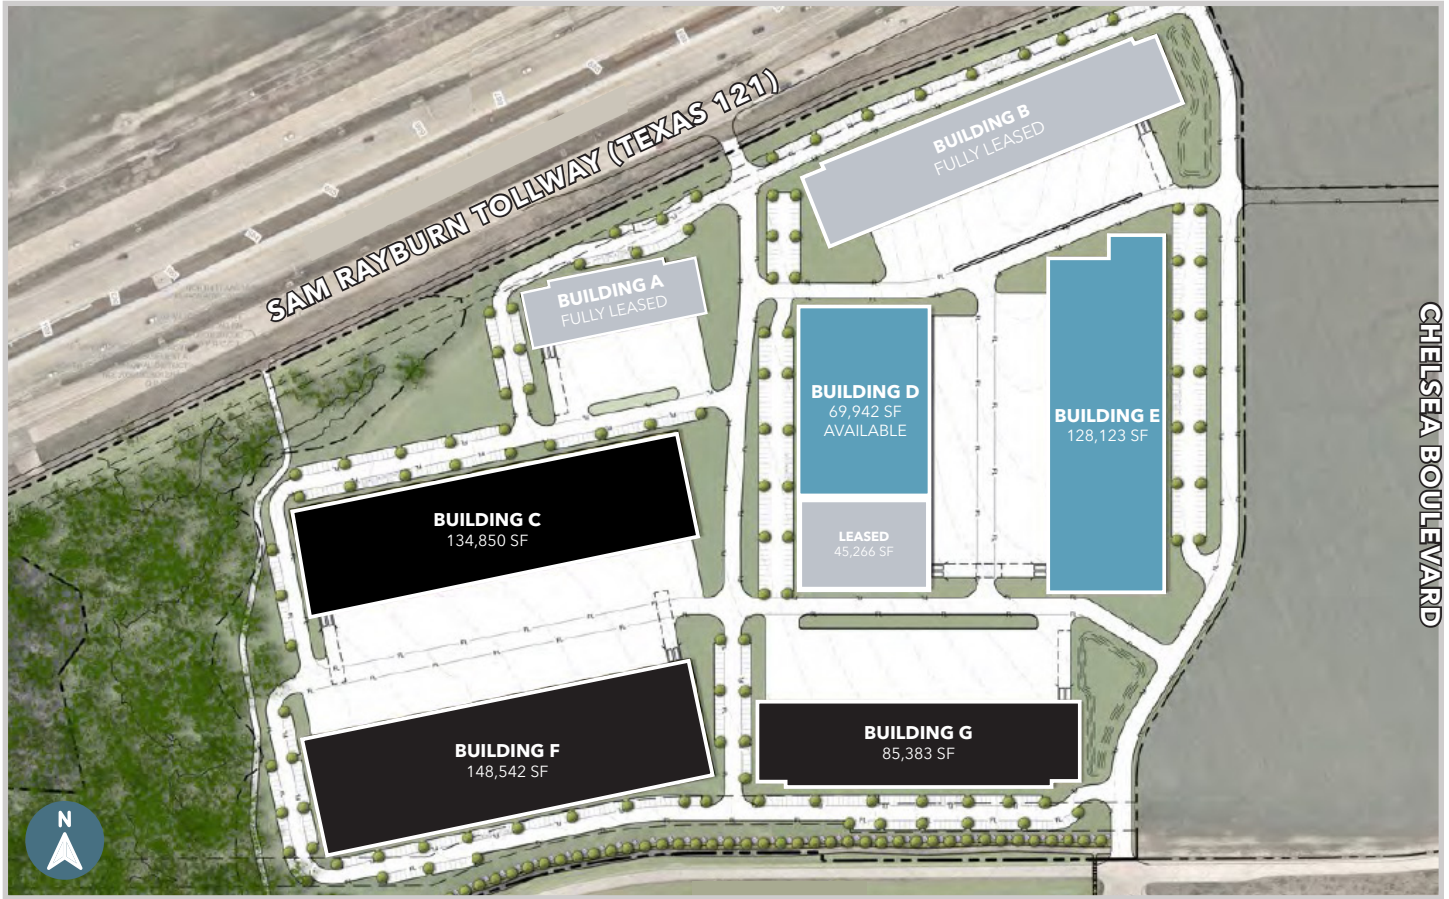 SAM RAYBURN TOLLWAY (TEXAS 121)
BUILDING B
FULLY LEASED
BUILDING A
FULLY LEASED
BUILDING D
69,942 SF
AVAILABLE
BUILDING E
128,123 SF
CHELSEA BOULEVARD
BUILDING C
134,850 SF
LEASED
45,266 SF
BUILDING F
148,542 SF
BUILDING G
85,383 SF
N